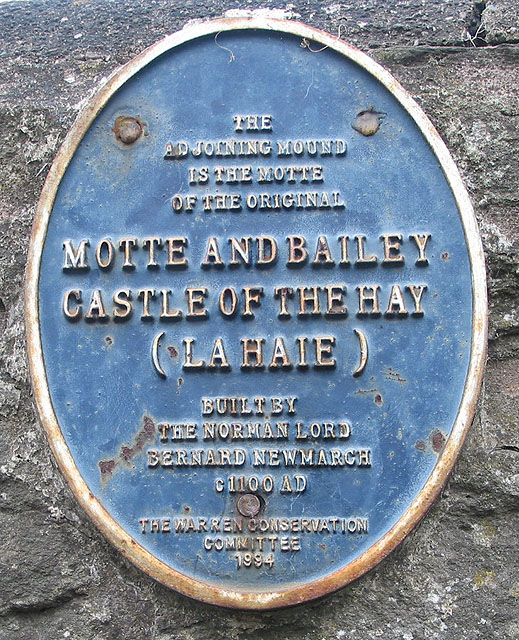 THE
ADJOINING MOUND
IS THE MOTTE
OF THE ORIGINAL
MOTTE AND BAILEY
CASTLE OF THE HAY
( LA HAIE )
BUILT BY
THE NORMAN LORD
BERNARD NEWMARCH
c1100 AD
THE WARREN CONSERVATION
COMMITTEE
1994